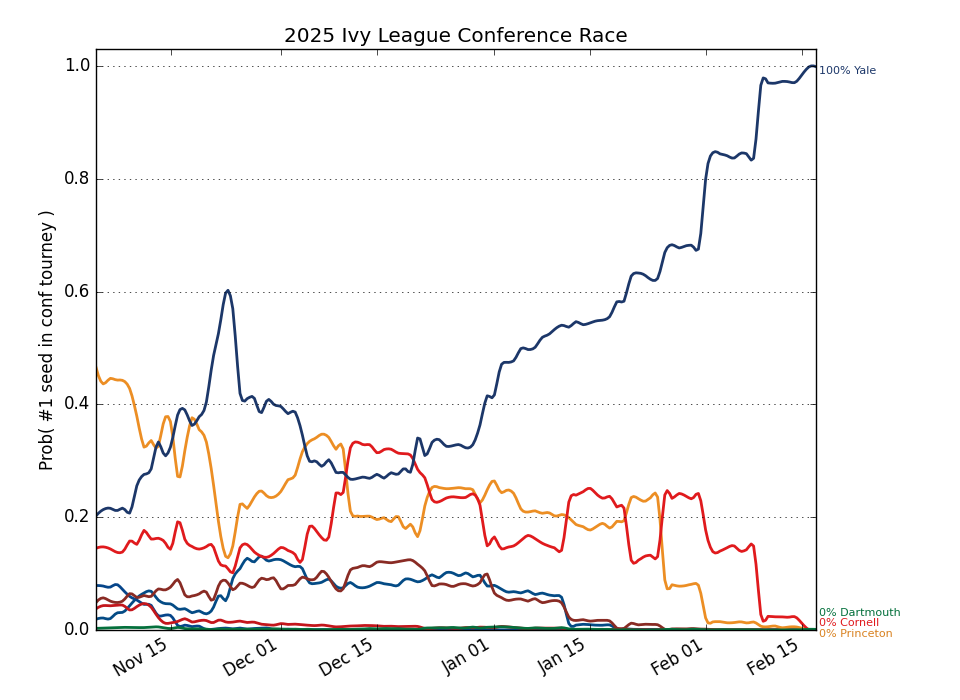 2025 Ivy League Conference Race
Prob( #1 seed in conf tourney )
1.0
0.8
0.6
0.4
0.2
0.0
Nov 15
Dec 01
Dec 15
Jan 01
Jan 15
Feb 01
Feb 15
100% Yale
0% Dartmouth
0% Cornell
0% Princeton